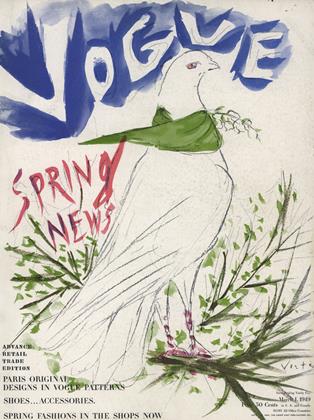 VOGUE
SPRING
NEWS
ADVANCE
RETAIL
TRADE
EDITION
PARIS ORIGINAL
DESIGNS IN VOGUE PATTERNS
SHOES...ACCESSORIES.
SPRING FASHIONS IN THE SHOPS NOW
Vertès
March 1, 1949
50 Cents